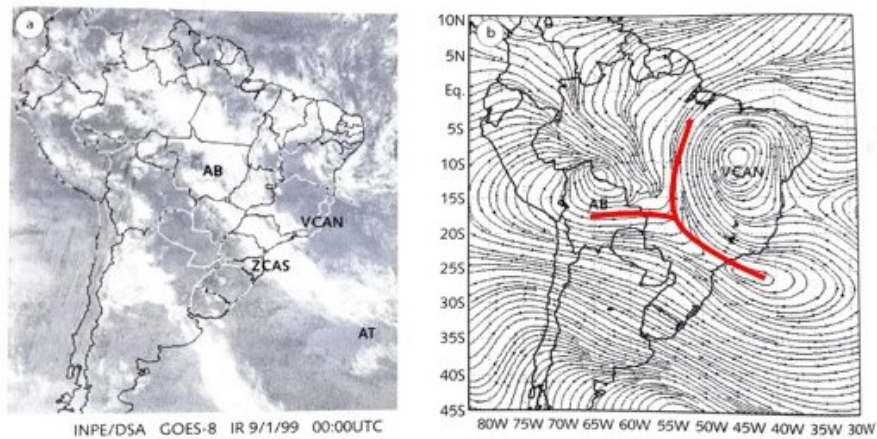 a
AB
VCAN
ZCAS
AT
INPE/DSA GOES-8 IR 9/1/99 00:00UTC
b
10N
5N
Eq.
5S
10S
15S
20S
25S
30S
35S
40S
45S
VCAN
AB
80W 75W 70W 65W 60W 55W 50W 45W 40W 35W 30W